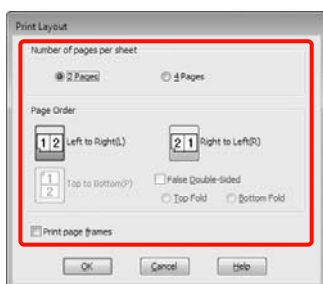 Print Layout
Number of pages per sheet
2 Pages 4 Pages
Page Order
1 2 Left to Right(L) 2 1 Right to Left(R)
1 2 Top to Bottom(P) False Double-Sided
Top Fold Bottom Fold
Print page frames
OK Cancel Help